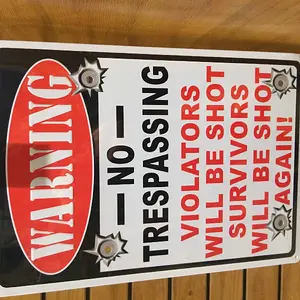 WARNING
— NO —
TRESPASSING
VIOLATORS
WILL BE SHOT
SURVIVORS
WILL BE SHOT
AGAIN!